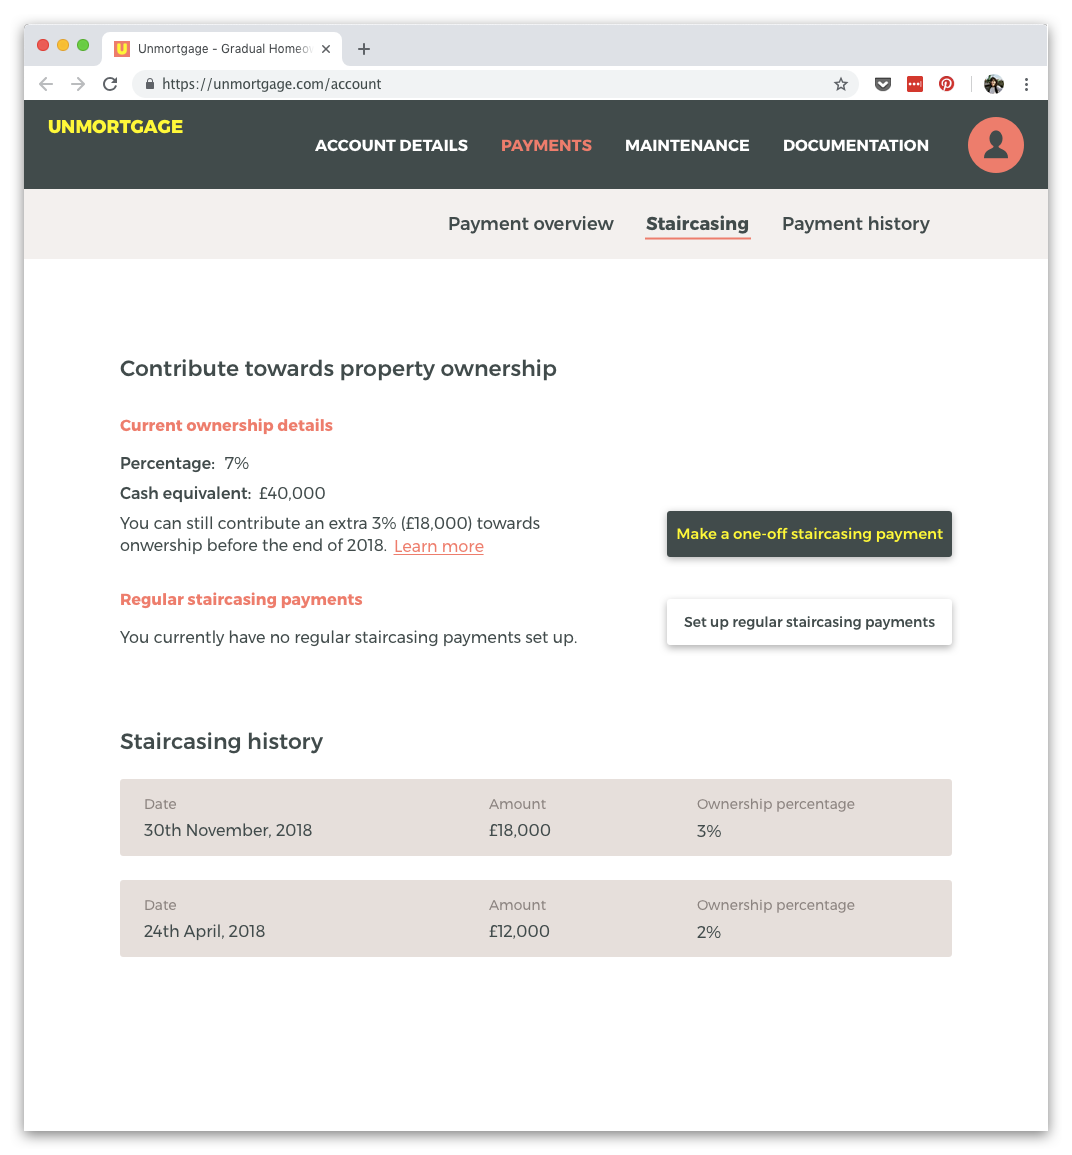 Unmortgage - Gradual Homeow
https://unmortgage.com/account
UNMORTGAGE
ACCOUNT DETAILS PAYMENTS MAINTENANCE DOCUMENTATION
Payment overview Staircasing Payment history
Contribute towards property ownership
Current ownership details
Percentage: 7%
Cash equivalent: £40,000
You can still contribute an extra 3% (£18,000) towards
onwership before the end of 2018. Learn more
Make a one-off staircasing payment
Regular staircasing payments
You currently have no regular staircasing payments set up.
Set up regular staircasing payments
Staircasing history
Date Amount Ownership percentage
30th November, 2018 £18,000 3%
Date Amount Ownership percentage
24th April, 2018 £12,000 2%